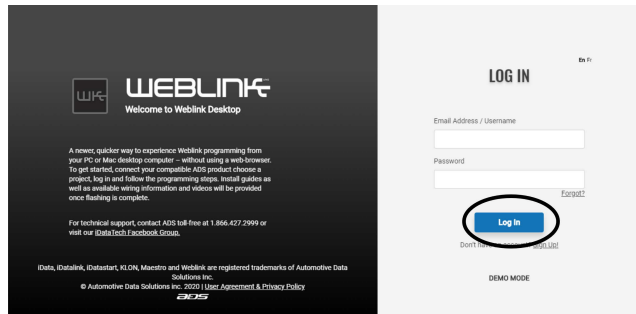 WK
WEBLINK
Welcome to Weblink Desktop
A newer, quicker way to experience Weblink programming from
your PC or Mac desktop computer – without using a web-browser.
To get started, connect your compatible ADS product choose a
project, log in and follow the programming steps. Install guides as
well as available wiring information and videos will be provided
once flashing is complete.
For technical support, contact ADS toll-free at 1.866.427.2999 or
visit our iDataTech Facebook Group.
iData, iDatalink, iDatastart, KLON, Maestro and Weblink are registered trademarks of Automotive Data
Solutions Inc.
© Automotive Data Solutions inc. 2020 | User Agreement & Privacy Policy
ADS
En Fr
LOG IN
Email Address / Username
Password
Forgot?
Log In
Don't have an account? Sign Up!
DEMO MODE